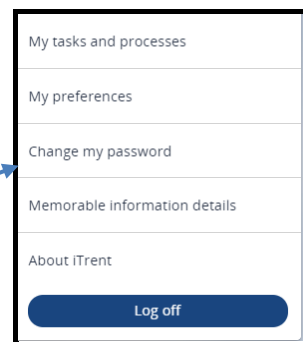 My tasks and processes
My preferences
Change my password
Memorable information details
About iTrent
Log off